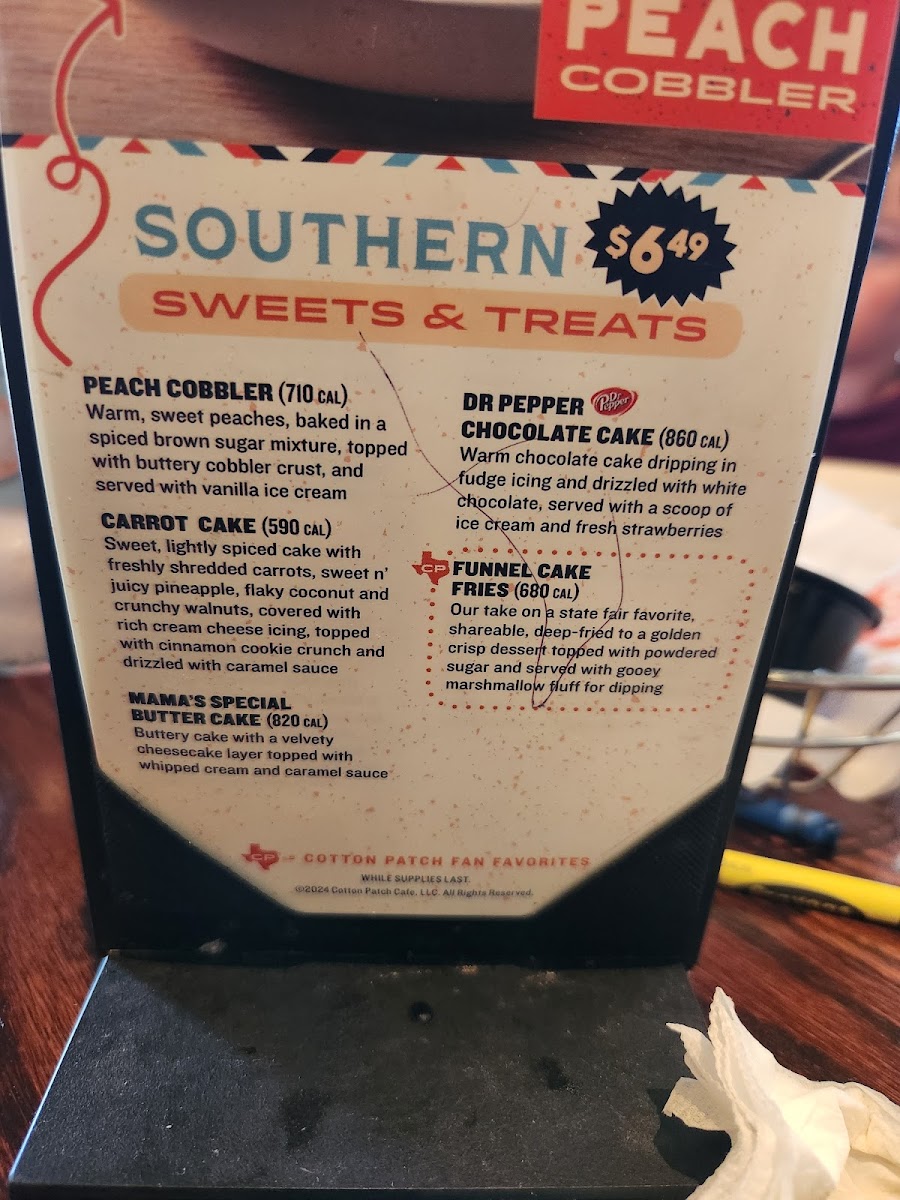 PEACH
COBBLER
SOUTHERN
$6.49
SWEETS & TREATS
PEACH COBBLER (710 CAL)
Warm, sweet peaches, baked in a
spiced brown sugar mixture, topped
with buttery cobbler crust, and
served with vanilla ice cream
CARROT CAKE (590 CAL)
Sweet, lightly spiced cake with
freshly shredded carrots, sweet n'
juicy pineapple, flaky coconut and
crunchy walnuts, covered with
rich cream cheese icing, topped
with cinnamon cookie crunch and
drizzled with caramel sauce
MAMA'S SPECIAL
BUTTER CAKE (820 CAL)
Buttery cake with a velvety
cheesecake layer topped with
whipped cream and caramel sauce
DR PEPPER Dr Pepper
CHOCOLATE CAKE (860 CAL)
Warm chocolate cake dripping in
fudge icing and drizzled with white
chocolate, served with a scoop of
ice cream and fresh strawberries
CP FUNNEL CAKE
FRIES (680 CAL)
Our take on a state fair favorite,
shareable, deep-fried to a golden
crisp dessert topped with powdered
sugar and served with gooey
marshmallow fluff for dipping
CP = COTTON PATCH FAN FAVORITES
WHILE SUPPLIES LAST.
©2024 Cotton Patch Cafe, LLC. All Rights Reserved.